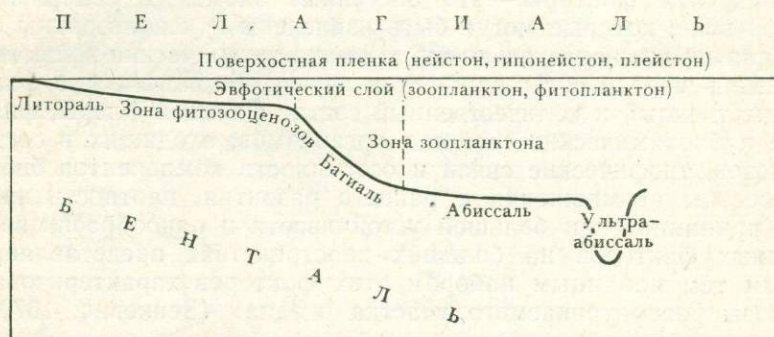 П Е Л А Г И А Л Ь
Поверхностная пленка (нейстон, гипонейстон, плейстон)
Эвфотический слой (зоопланктон, фитопланктон)
Литораль Зона фитозооценозов
Зона зоопланктона
Батиаль
Абиссаль
Ультра-
абиссаль
Б Е Н Т А Л Ь